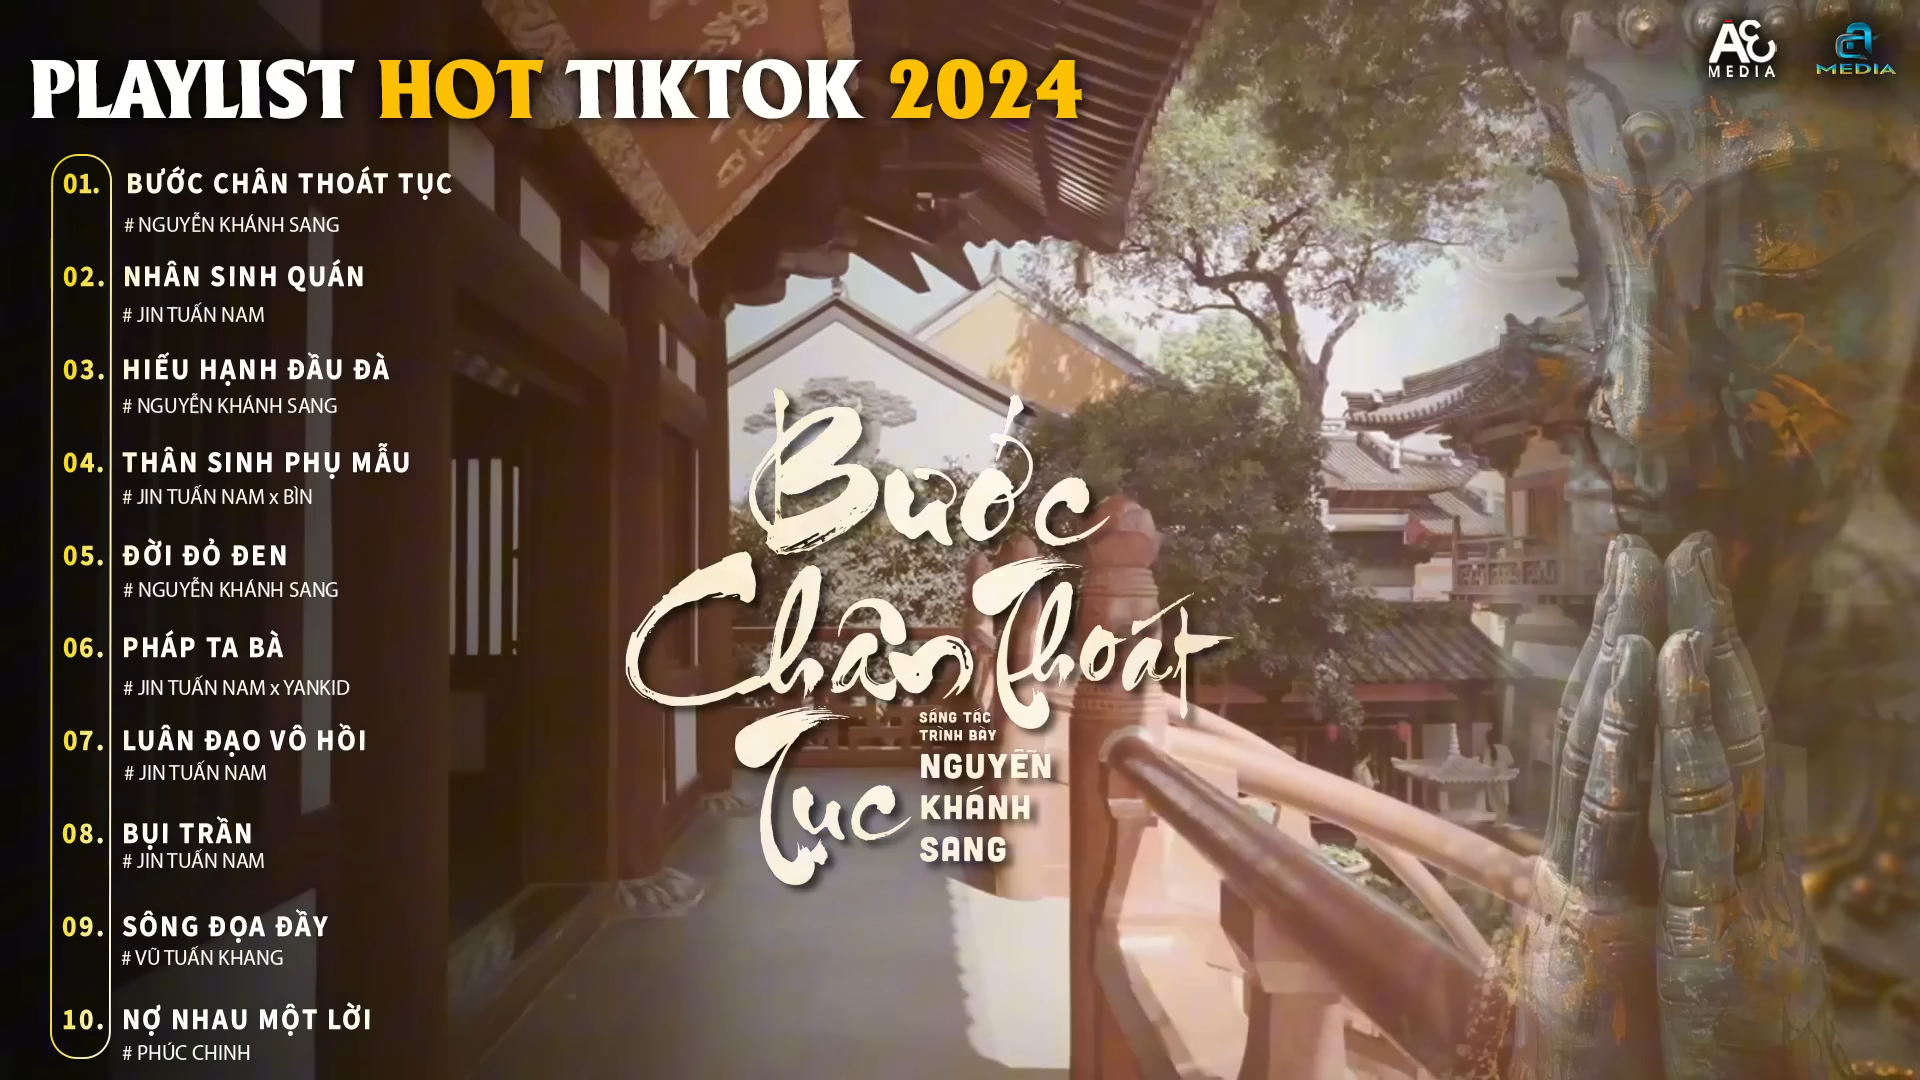 PLAYLIST HOT TIKTOK 2024
AE
MEDIA
MEDIA
01. BƯỚC CHÂN THOÁT TỤC
# NGUYỄN KHÁNH SANG
02. NHÂN SINH QUÁN
# JIN TUẤN NAM
03. HIẾU HẠNH ĐẦU ĐÀ
# NGUYỄN KHÁNH SANG
04. THÂN SINH PHỤ MẪU
# JIN TUẤN NAM x BÌN
05. ĐỜI ĐỎ ĐEN
# NGUYỄN KHÁNH SANG
06. PHÁP TA BÀ
# JIN TUẤN NAM x YANKID
07. LUÂN ĐẠO VÔ HỒI
# JIN TUẤN NAM
08. BỤI TRẦN
# JIN TUẤN NAM
09. SÔNG ĐỌA ĐẦY
# VŨ TUẤN KHANG
10. NỢ NHAU MỘT LỜI
# PHÚC CHINH
Bước
Chân Thoát
Tục
SÁNG TÁC
TRÌNH BÀY
NGUYỄN
KHÁNH
SANG